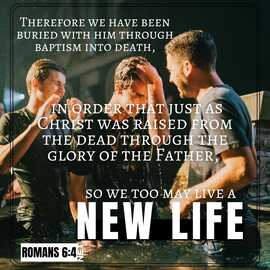 Therefore we have been
buried with him through
baptism into death,
in order that just as
Christ was raised from
the dead through the
glory of the Father,
so we too may live a
NEW LIFE
ROMANS 6:4